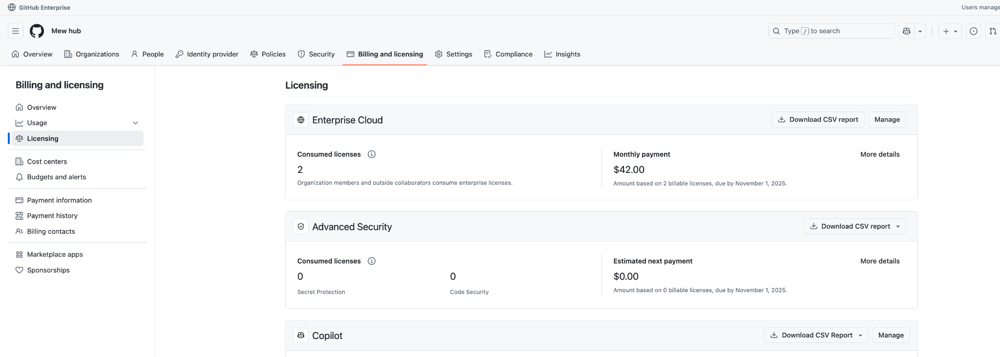 GitHub Enterprise
Users manage
Mew hub
Type / to search
Overview Organizations People Identity provider Policies Security Billing and licensing Settings Compliance Insights
Billing and licensing
Overview
Usage
Licensing
Cost centers
Budgets and alerts
Payment information
Payment history
Billing contacts
Marketplace apps
Sponsorships
Licensing
Enterprise Cloud
Download CSV report
Manage
Consumed licenses
2
Organization members and outside collaborators consume enterprise licenses.
Monthly payment
More details
$42.00
Amount based on 2 billable licenses, due by November 1, 2025.
Advanced Security
Download CSV report
Consumed licenses
0
Secret Protection
0
Code Security
Estimated next payment
More details
$0.00
Amount based on 0 billable licenses, due by November 1, 2025.
Copilot
Download CSV Report
Manage